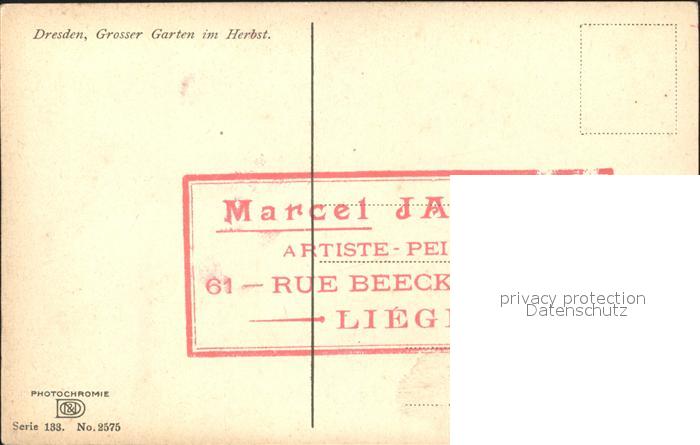 Dresden, Grosser Garten im Herbst.
Marcel JA
ARTISTE-PEI
61 — RUE BEECK
LIÉG
privacy protection
Datenschutz
PHOTOCHROMIE
Serie 133. No. 2575